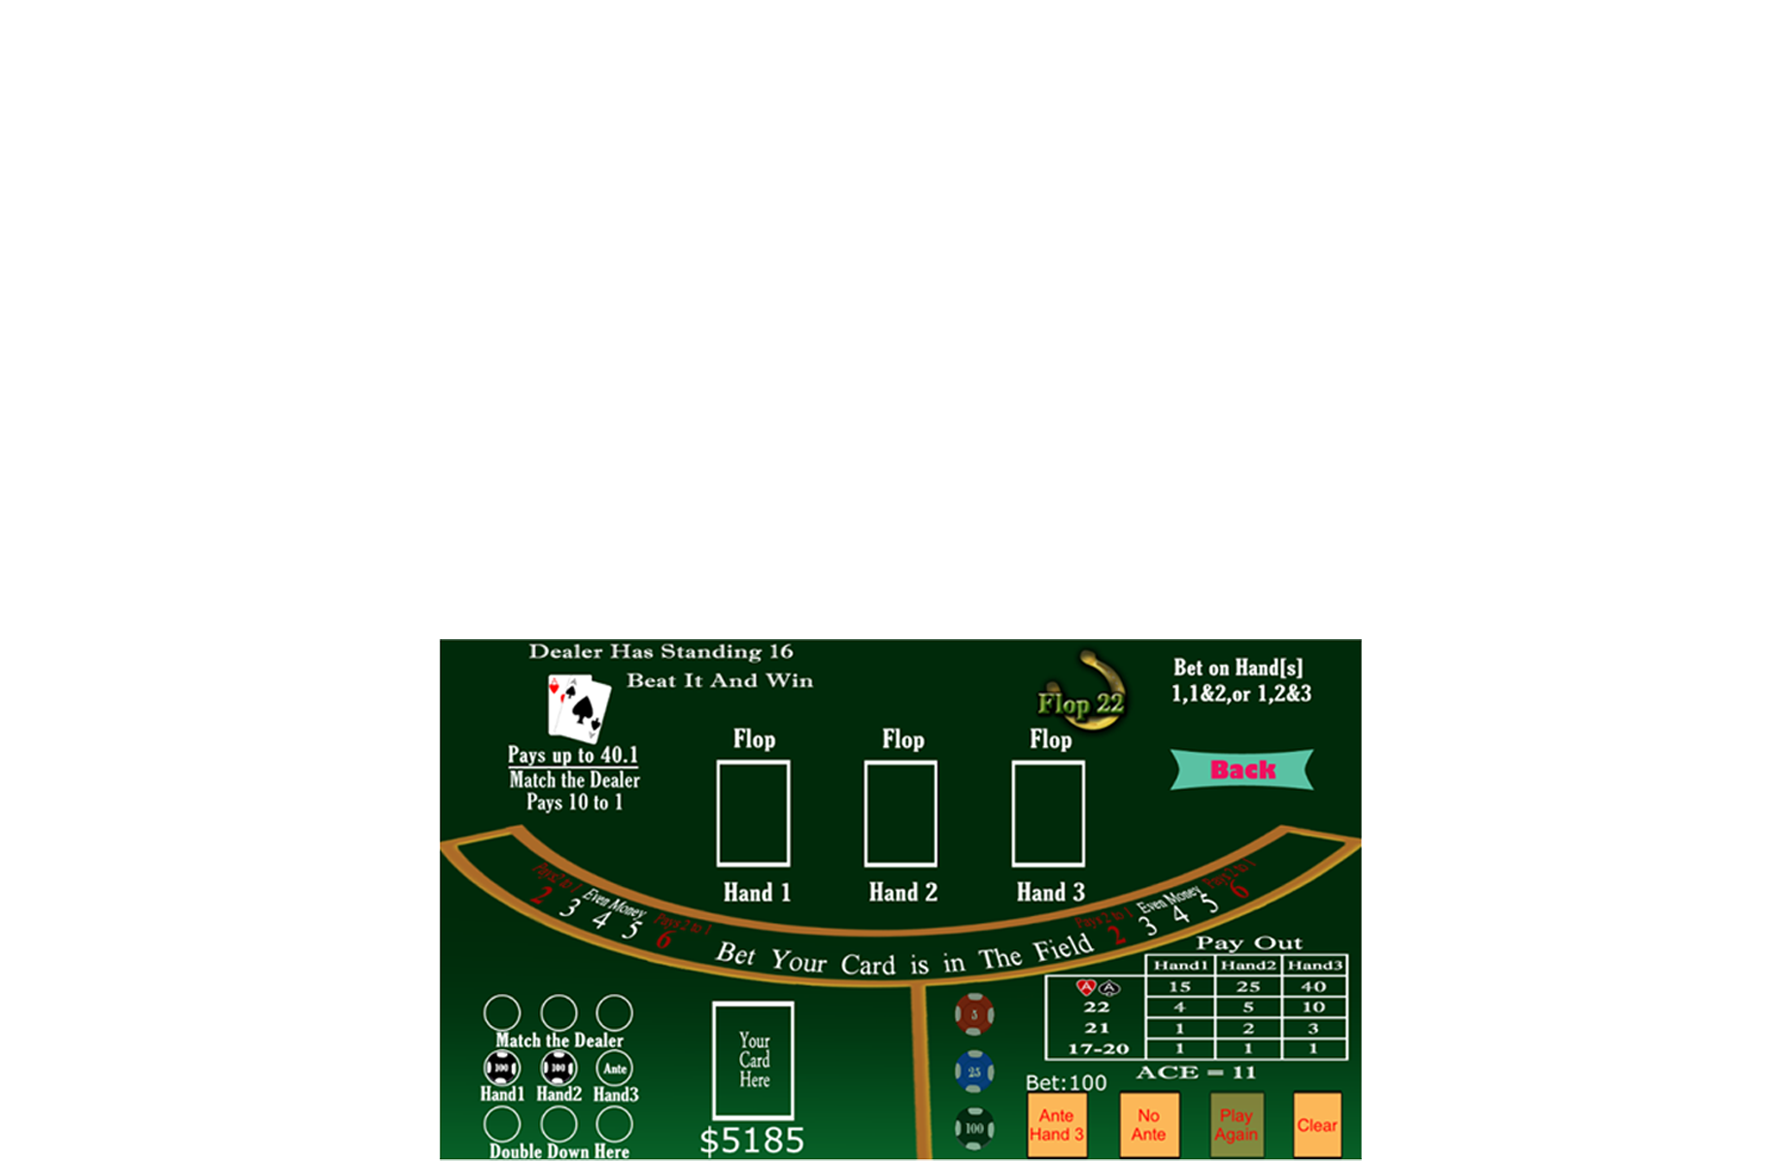 Dealer Has Standing 16
Beat It And Win
A
A
A
Pays up to 40.1
Match the Dealer
Pays 10 to 1
Flop 22
Bet on Hand[s]
1,1&2,or 1,2&3
Back
Flop Flop Flop
Hand 1 Hand 2 Hand 3
Pays 2 to 1 Even Money Pays 2 to 1
2 3 4 5 6
Bet Your Card is in The Field
Pays 2 to 1 Even Money Pays 2 to 1
2 3 4 5 6
Match the Dealer
100 100 Ante
Hand1 Hand2 Hand3
Double Down Here
Your
Card
Here
$5185
5
25
100
Pay Out
Hand1 Hand2 Hand3
A A 15 25 40
22 4 5 10
21 1 2 3
17-20 1 1 1
ACE = 11
Bet:100
Ante
Hand 3
No
Ante
Play
Again
Clear